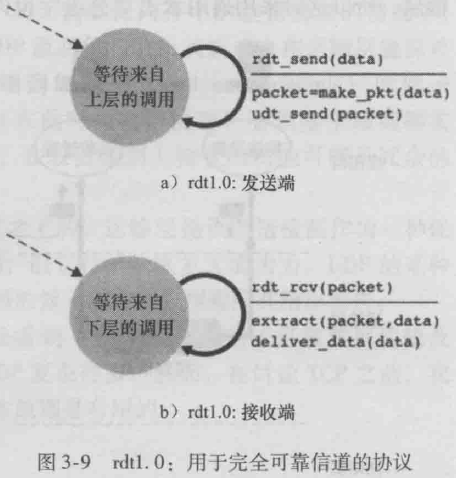 等待来自
上层的调用
rdt_send(data)
packet=make_pkt(data)
udt_send(packet)
a）rdt1.0: 发送端
等待来自
下层的调用
rdt_rcv(packet)
extract(packet,data)
deliver_data(data)
b）rdt1.0: 接收端
图 3-9 rdt1.0：用于完全可靠信道的协议